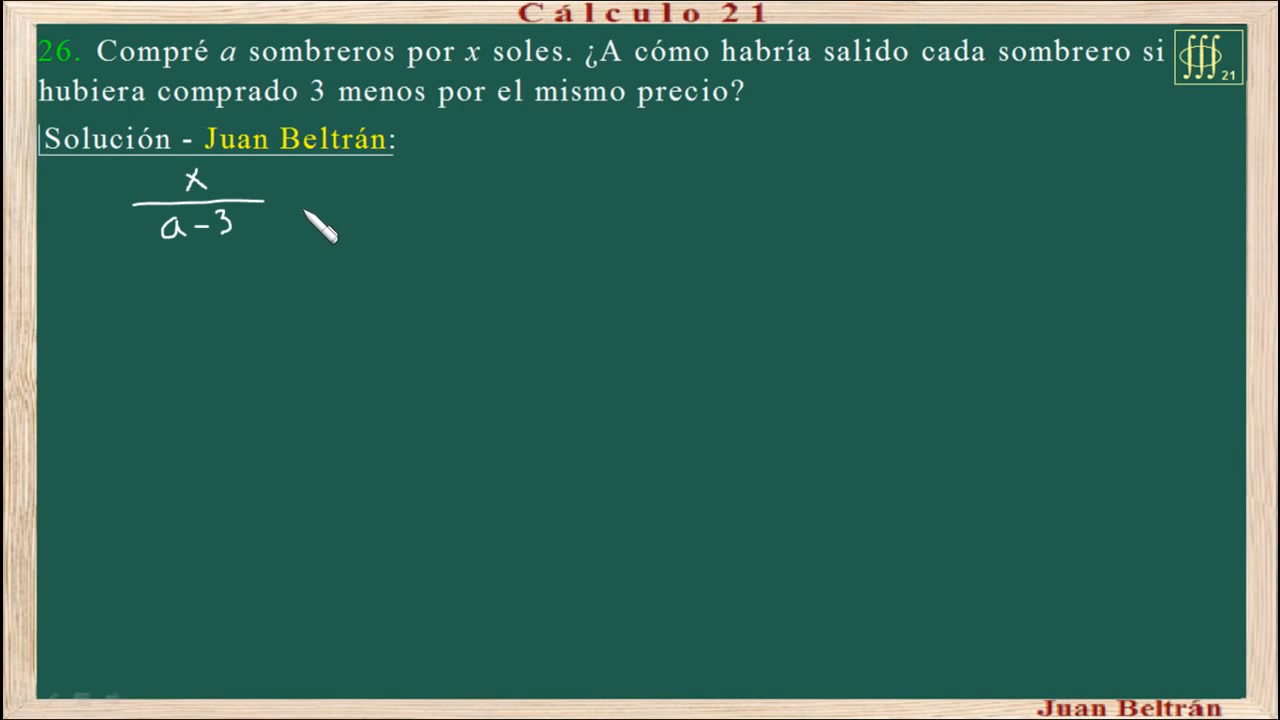 Cálculo 21
26. Compré a sombreros por x soles. ¿A cómo habría salido cada sombrero si
hubiera comprado 3 menos por el mismo precio?
21
Solución - Juan Beltrán:
x
a - 3
Juan Beltrán